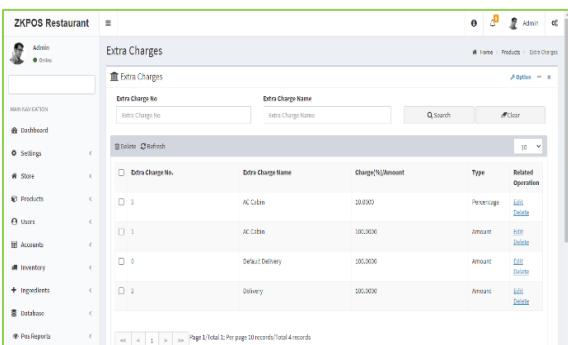 ZKPOS Restaurant
Admin
Admin
Online
Extra Charges
Home Products Extra Charges
Extra Charges
Option
Extra Charge No
Extra Charge Name
Extra Charge No
Extra Charge Name
Search
Clear
MAIN NAVIGATION
Dashboard
Settings
Store
Products
Users
Accounts
Inventory
Ingredients
Database
Pos Reports
Delete Refresh
10
Extra Charge No. Extra Charge Name Charge(%)/Amount Type Related Operation
AC Cabin 10.0000 Percentage Edit Delete
1 AC Cabin 100.0000 Amount Edit Delete
0 Default Delivery 100.0000 Amount Edit Delete
Delivery 100.0000 Amount Edit Delete
1
Page 1/Total 1: Per page 10 records/Total 4 records